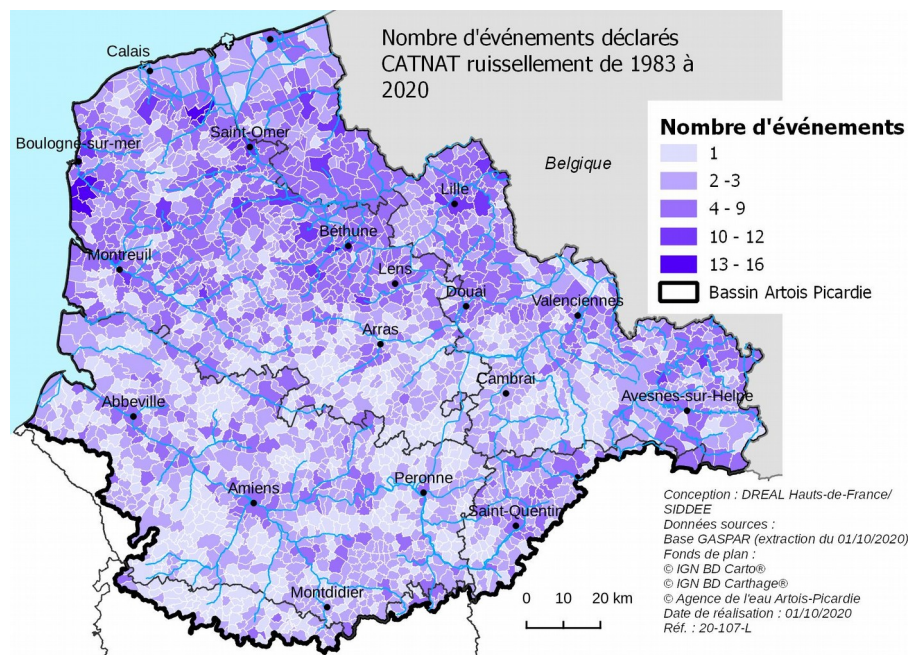 Nombre d'événements déclarés
CATNAT ruissellement de 1983 à
2020
Nombre d'événements
1
2 -3
4 - 9
10 - 12
13 - 16
Bassin Artois Picardie
Calais
Saint-Omer
Boulogne-sur-mer
Belgique
Lille
Béthune
Montreuil
Lens
Douai
Valenciennes
Arras
Cambrai
Avesnes-sur-Helpe
Abbeville
Peronne
Amiens
Saint-Quentin
Montdidier
0 10 20 km
Conception : DREAL Hauts-de-France/
SIDDEE
Données sources :
Base GASPAR (extraction du 01/10/2020)
Fonds de plan :
© IGN BD Carto®
© IGN BD Carthage®
© Agence de l'eau Artois-Picardie
Date de réalisation : 01/10/2020
Réf. : 20-107-L